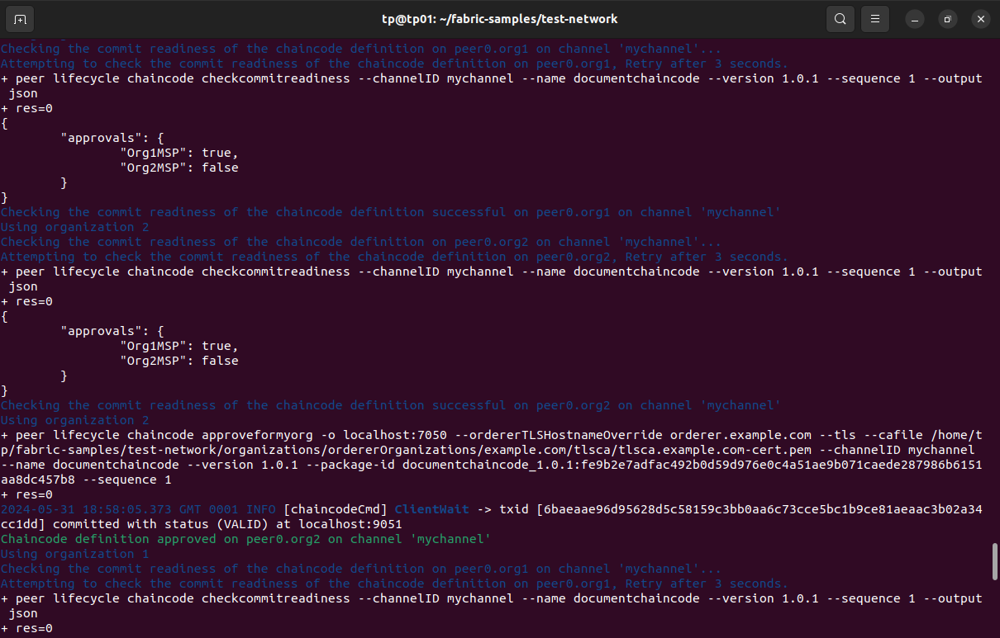 tp@tp01: ~/fabric-samples/test-network
Checking the commit readiness of the chaincode definition on peer0.org1 on channel 'mychannel'...
Attempting to check the commit readiness of the chaincode definition on peer0.org1, Retry after 3 seconds.
+ peer lifecycle chaincode checkcommitreadiness --channelID mychannel --name documentchaincode --version 1.0.1 --sequence 1 --output
json
+ res=0
{
"approvals": {
"Org1MSP": true,
"Org2MSP": false
}
}
Checking the commit readiness of the chaincode definition successful on peer0.org1 on channel 'mychannel'
Using organization 2
Checking the commit readiness of the chaincode definition on peer0.org2 on channel 'mychannel'...
Attempting to check the commit readiness of the chaincode definition on peer0.org2, Retry after 3 seconds.
+ peer lifecycle chaincode checkcommitreadiness --channelID mychannel --name documentchaincode --version 1.0.1 --sequence 1 --output
json
+ res=0
{
"approvals": {
"Org1MSP": true,
"Org2MSP": false
}
}
Checking the commit readiness of the chaincode definition successful on peer0.org2 on channel 'mychannel'
Using organization 2
+ peer lifecycle chaincode approveformyorg -o localhost:7050 --ordererTLSHostnameOverride orderer.example.com --tls --cafile /home/t
p/fabric-samples/test-network/organizations/ordererOrganizations/example.com/tlsca/tlsca.example.com-cert.pem --channelID mychannel
--name documentchaincode --version 1.0.1 --package-id documentchaincode_1.0.1:fe9b2e7adfac492b0d59d976e0c4a51ae9b071caede287986b6151
aa8dc457b8 --sequence 1
+ res=0
2024-05-31 18:58:05.373 GMT 0001 INFO [chaincodeCmd] ClientWait -> txid [6baeaae96d95628d5c58159c3bb0aa6c73cce5bc1b9ce81aeaac3b02a34
cc1dd] committed with status (VALID) at localhost:9051
Chaincode definition approved on peer0.org2 on channel 'mychannel'
Using organization 1
Checking the commit readiness of the chaincode definition on peer0.org1 on channel 'mychannel'...
Attempting to check the commit readiness of the chaincode definition on peer0.org1, Retry after 3 seconds.
+ peer lifecycle chaincode checkcommitreadiness --channelID mychannel --name documentchaincode --version 1.0.1 --sequence 1 --output
json
+ res=0